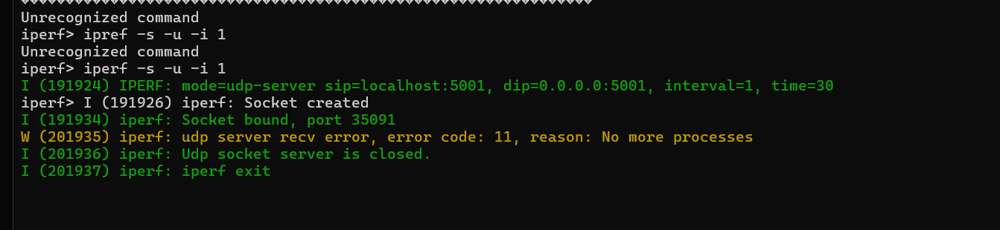 Unrecognized command
iperf> ipref -s -u -i 1
Unrecognized command
iperf> iperf -s -u -i 1
I (191924) IPERF: mode=udp-server sip=localhost:5001, dip=0.0.0.0:5001, interval=1, time=30
iperf> I (191926) iperf: Socket created
I (191934) iperf: Socket bound, port 35091
W (201935) iperf: udp server recv error, error code: 11, reason: No more processes
I (201936) iperf: Udp socket server is closed.
I (201937) iperf: iperf exit